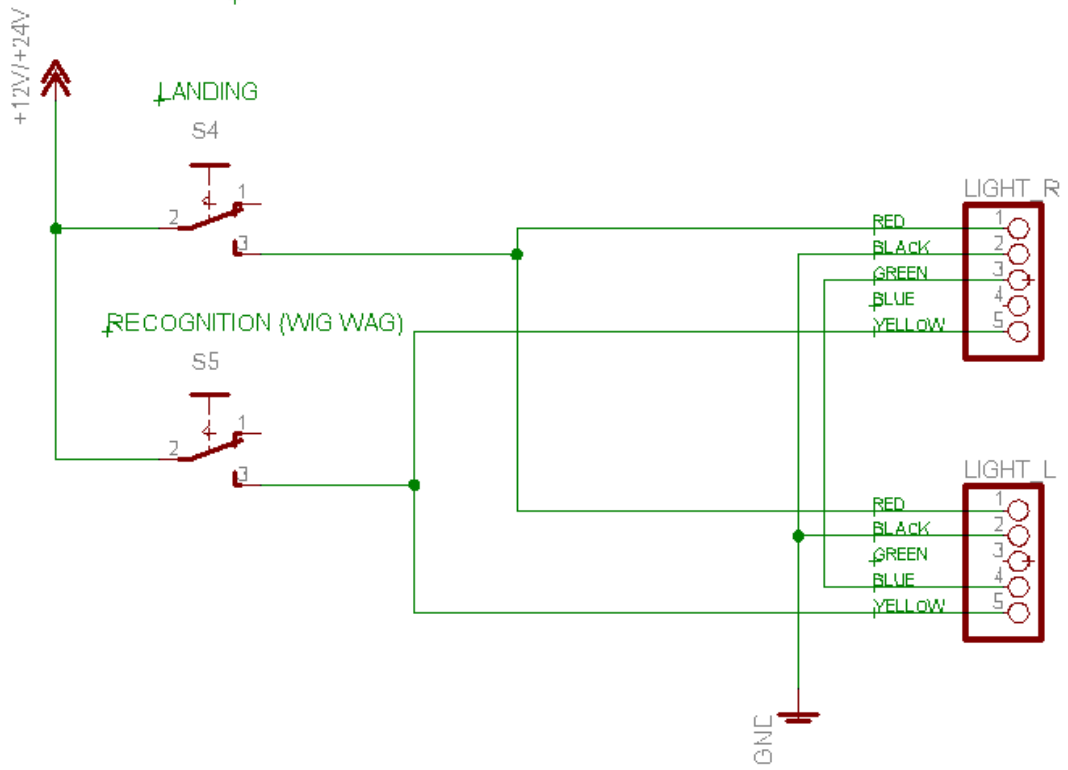 +12V/+24V
LANDING
S4
1
2
3
RECOGNITION (WIG WAG)
S5
1
2
3
LIGHT_R
RED 1
BLACK 2
GREEN 3
BLUE 4
YELLOW 5
LIGHT_L
RED 1
BLACK 2
GREEN 3
BLUE 4
YELLOW 5
GND